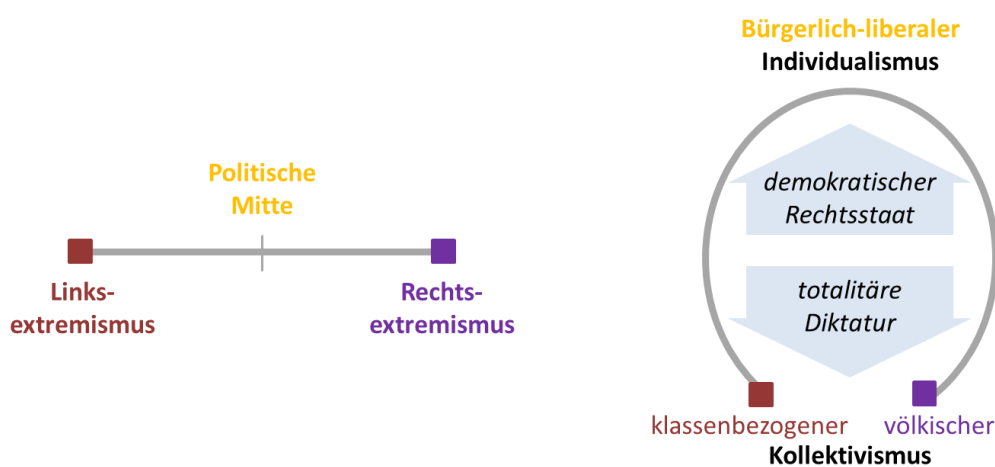 Politische
Mitte
Links-
extremismus
Rechts-
extremismus
Bürgerlich-liberaler
Individualismus
demokratischer
Rechtsstaat
totalitäre
Diktatur
klassenbezogener völkischer
Kollektivismus